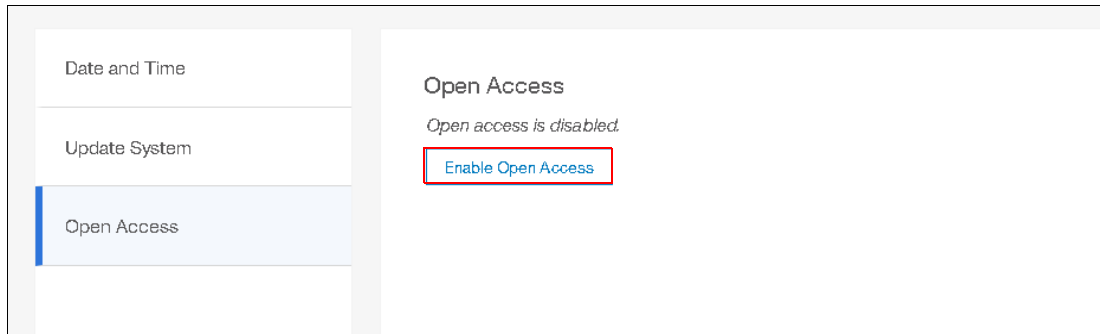 Date and Time
Update System
Open Access
Open Access
Open access is disabled.
Enable Open Access